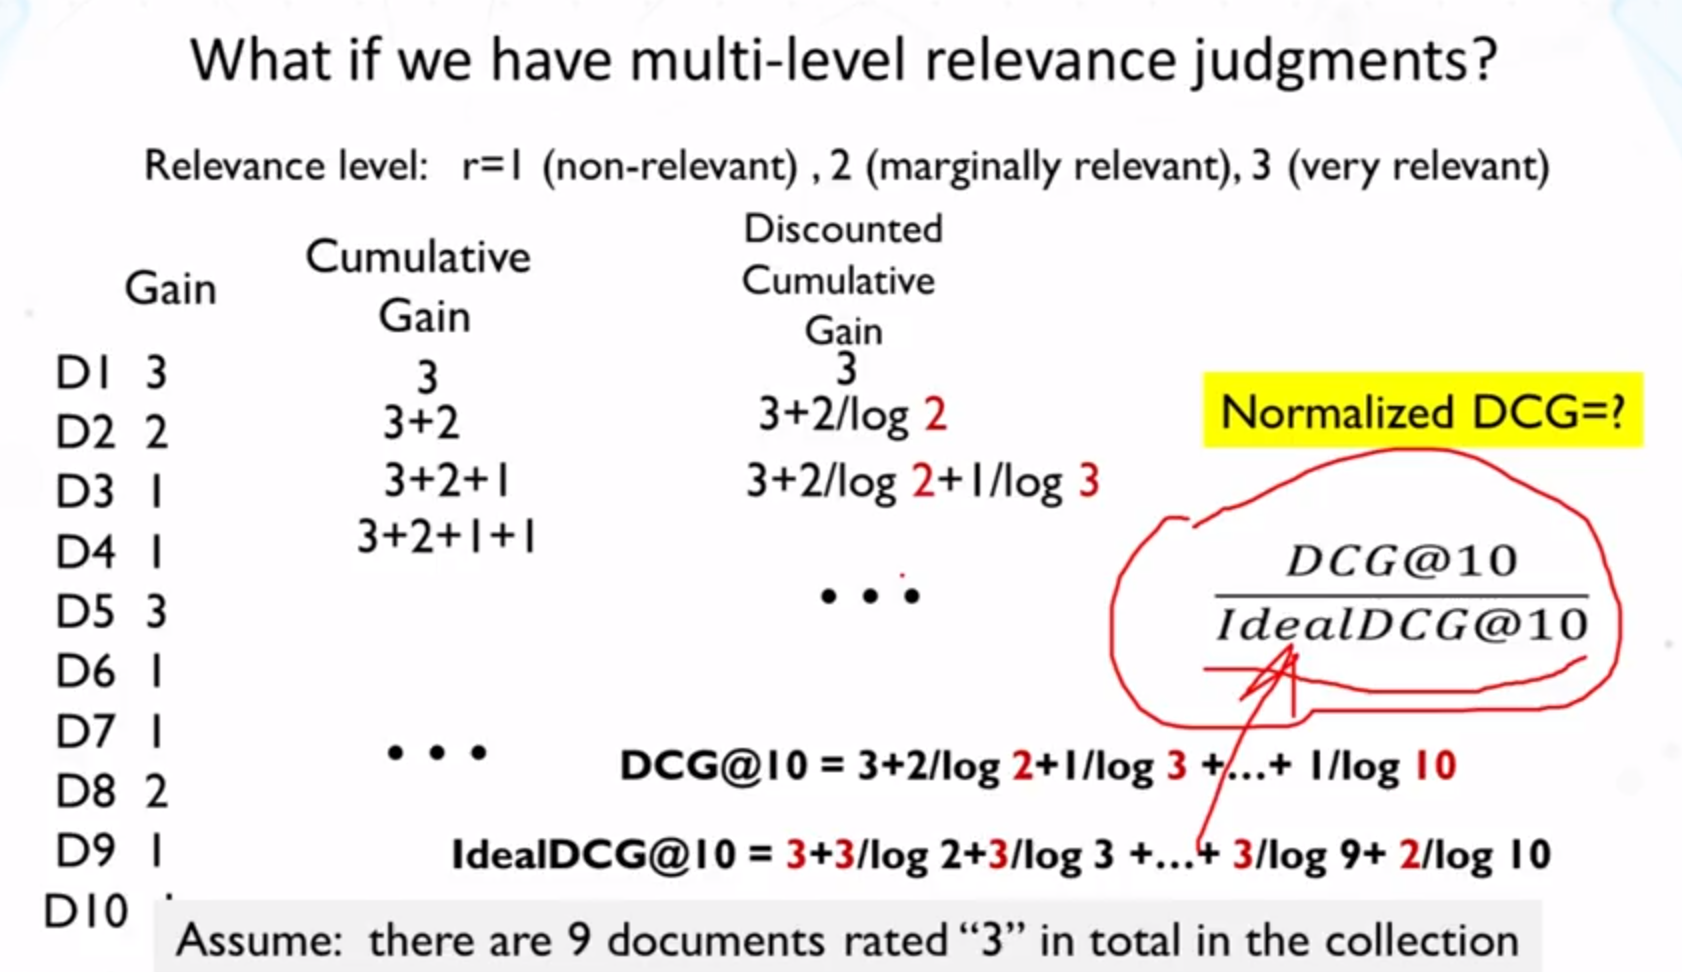 What if we have multi-level relevance judgments?
Relevance level: r=1 (non-relevant) , 2 (marginally relevant), 3 (very relevant)
Gain
Cumulative
Gain
Discounted
Cumulative
Gain
D1 3
3
3
D2 2
3+2
3+2/log 2
D3 1
3+2+1
3+2/log 2+1/log 3
D4 1
3+2+1+1
D5 3
• • •
D6 1
D7 1
• • •
D8 2
D9 1
D10
Normalized DCG=?
DCG@10
IdealDCG@10
DCG@10 = 3+2/log 2+1/log 3 +...+ 1/log 10
IdealDCG@10 = 3+3/log 2+3/log 3 +...+ 3/log 9+ 2/log 10
Assume: there are 9 documents rated “3” in total in the collection